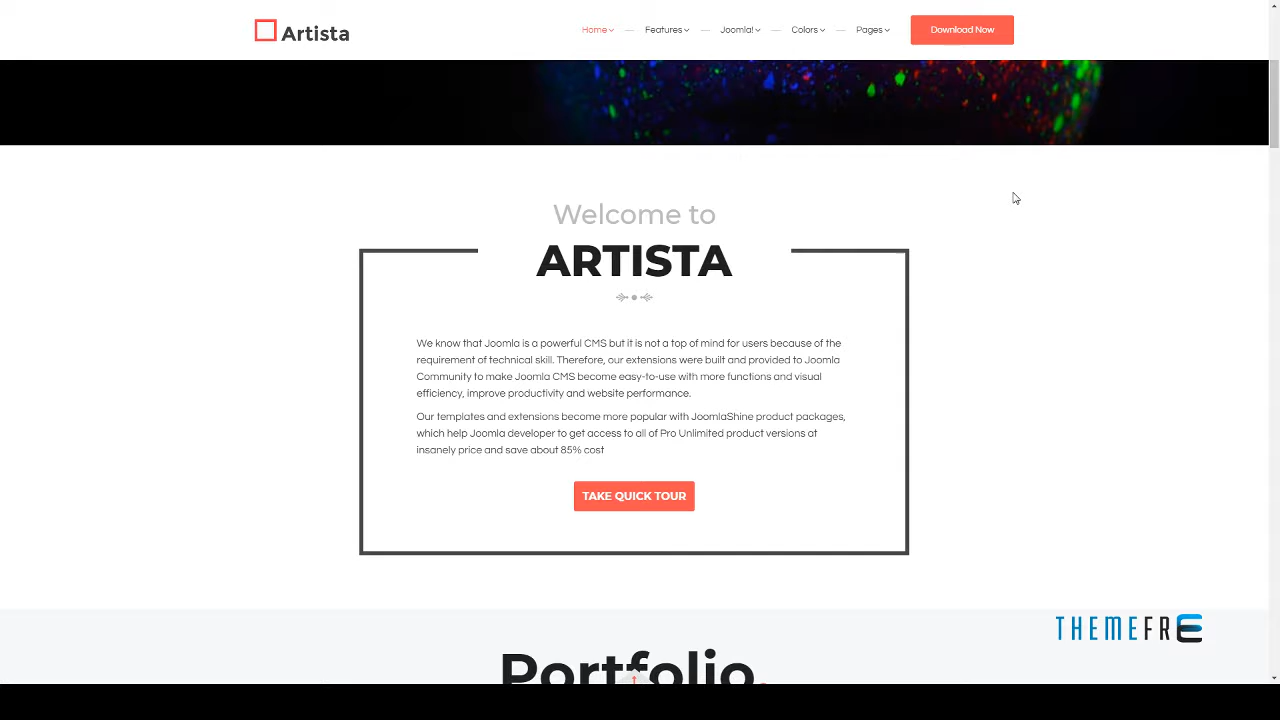 Artista
Home
Features
Joomla!
Colors
Pages
Download Now
Welcome to
ARTISTA
We know that Joomla is a powerful CMS but it is not a top of mind for users because of the
requirement of technical skill. Therefore, our extensions were built and provided to Joomla
Community to make Joomla CMS become easy-to-use with more functions and visual
efficiency, improve productivity and website performance.
Our templates and extensions become more popular with JoomlaShine product packages,
which help Joomla developer to get access to all of Pro Unlimited product versions at
insanely price and save about 85% cost
TAKE QUICK TOUR
THEMEFRE
Portfolio.